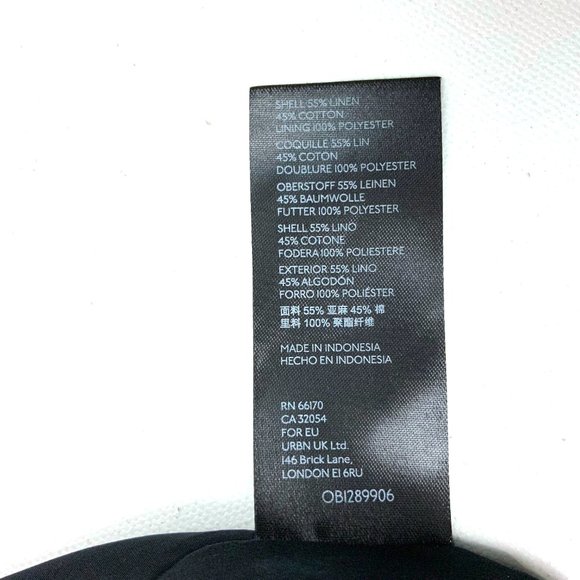 SHELL 55% LINEN
45% COTTON
LINING 100% POLYESTER
COQUILLE 55% LIN
45% COTON
DOUBLURE 100% POLYESTER
OBERSTOFF 55% LEINEN
45% BAUMWOLLE
FUTTER 100% POLYESTER
SHELL 55% LINO
45% COTONE
FODERA 100% POLIESTERE
EXTERIOR 55% LINO
45% ALGODÓN
FORRO 100% POLIÉSTER
面料 55% 亚麻 45% 棉
里料 100% 聚酯纤维
MADE IN INDONESIA
HECHO EN INDONESIA
RN 66170
CA 32054
FOR EU
URBN UK Ltd.
146 Brick Lane,
LONDON E1 6RU
OB1289906